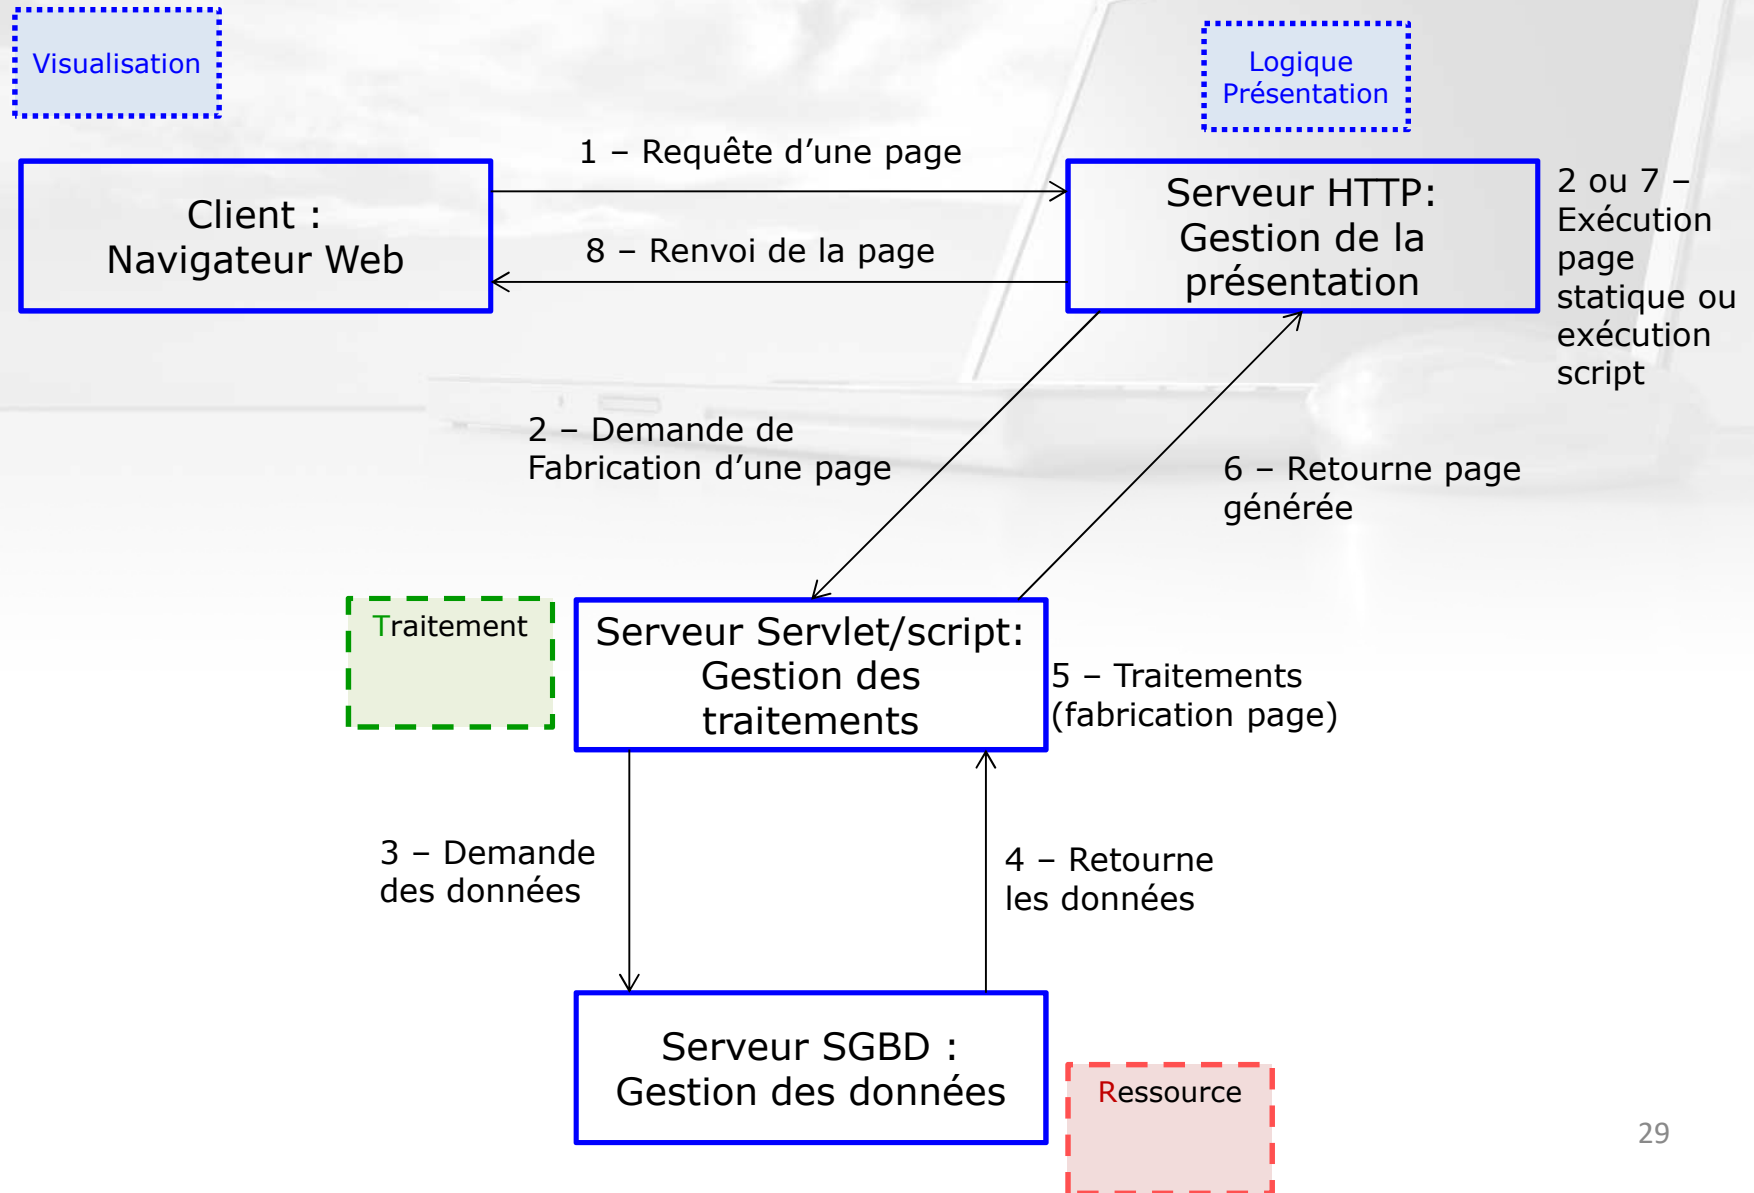 Visualisation
Logique
Présentation
1 – Requête d’une page
Client :
Navigateur Web
8 – Renvoi de la page
Serveur HTTP:
Gestion de la
présentation
2 ou 7 –
Exécution
page
statique ou
exécution
script
2 – Demande de
Fabrication d’une page
6 – Retourne page
générée
Traitement
Serveur Servlet/script:
Gestion des
traitements
5 – Traitements
(fabrication page)
3 – Demande
des données
4 – Retourne
les données
Serveur SGBD :
Gestion des données
Ressource
29